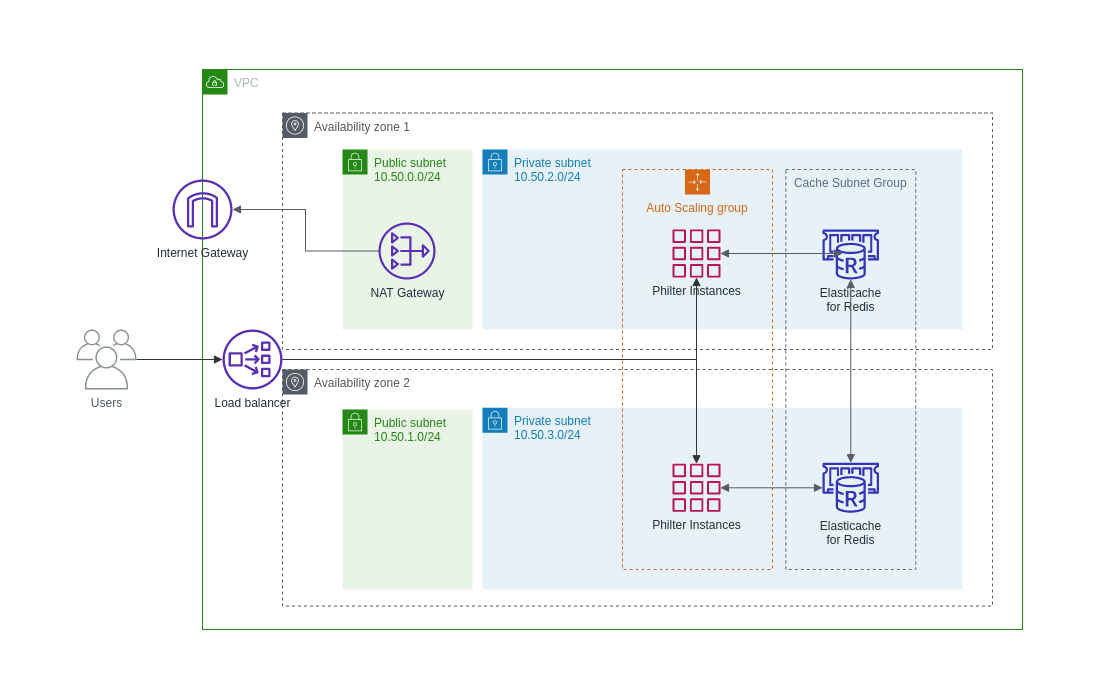 VPC
Availability zone 1
Public subnet
10.50.0.0/24
Private subnet
10.50.2.0/24
Cache Subnet Group
Auto Scaling group
Internet Gateway
NAT Gateway
Philter Instances
R
Elasticache
for Redis
Users
Load balancer
Availability zone 2
Public subnet
10.50.1.0/24
Private subnet
10.50.3.0/24
R
Philter Instances
Elasticache
for Redis